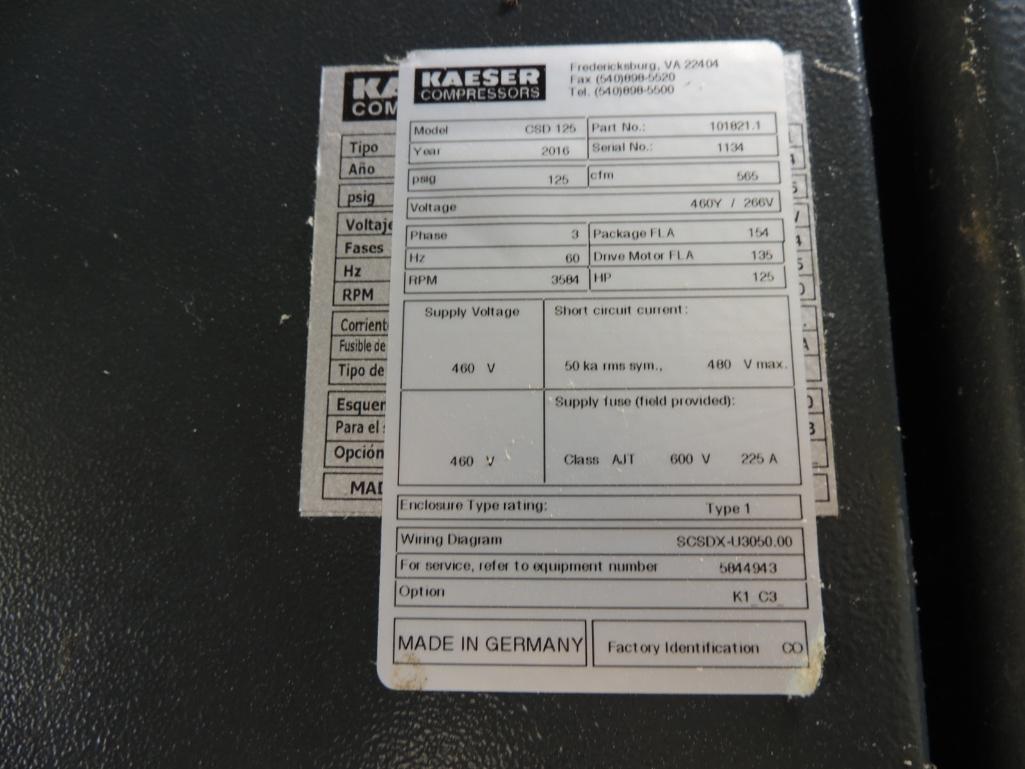 KAESER
COMPRESSORS
Fredericksburg, VA 22404
Fax (540)898-5520
Tel. (540)898-5500
Model CSD 125 Part No.: 101821.1
Year 2016 Serial No.: 1134
psig 125 cfm 565
Voltage 460Y / 266V
Phase 3 Package FLA 154
Hz 60 Drive Motor FLA 135
RPM 3584 HP 125
Supply Voltage Short circuit current:
460 V 50 ka rms sym., 480 V max.
Supply fuse (field provided):
460 V Class AJT 600 V 225 A
Enclosure Type rating: Type 1
Wiring Diagram SCSDX-U3050.00
For service, refer to equipment number 5844943
Option K1_C3_
MADE IN GERMANY Factory Identification CO
KA
COM
Tipo
Año
psig
Voltaje
Fases
Hz
RPM
Corrient
Fusible de
Tipo de
Esquer
Para el
Opción
MAD